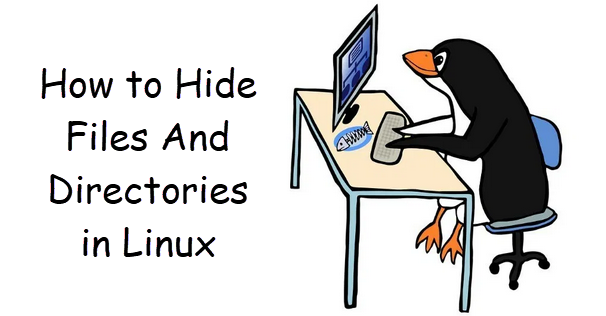 How to Hide
Files And
Directories
in Linux